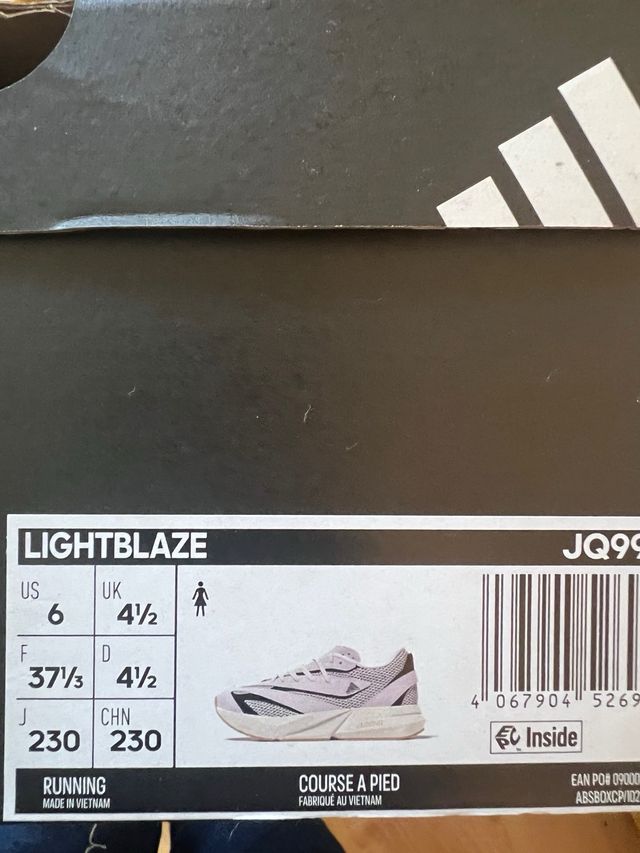 LIGHTBLAZE JQ99
US UK
6 4½
F D
37⅓ 4½
J CHN
230 230
4 067904 5269
Inside
RUNNING COURSE A PIED EAN PO# 09000
MADE IN VIETNAM FABRIQUÉ AU VIETNAM ABSBOXCP/ID2